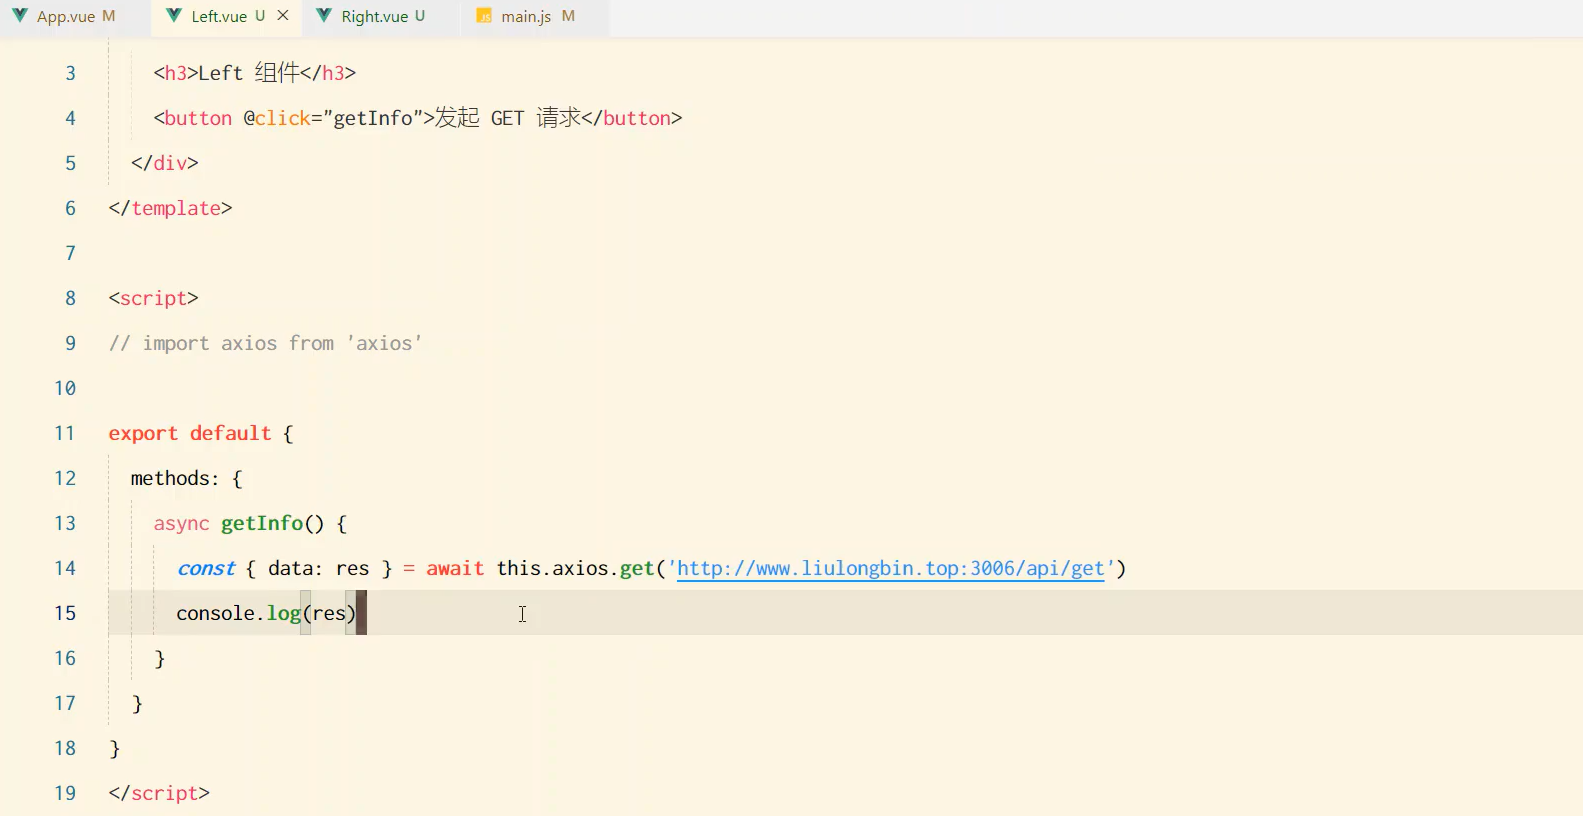 App.vue M Left.vue U × Right.vue U JS main.js M
3 <h3>Left 组件</h3>
4 <button @click="getInfo">发起 GET 请求</button>
5 </div>
6 </template>
7
8 <script>
9 // import axios from 'axios'
10
11 export default {
12 methods: {
13 async getInfo() {
14 const { data: res } = await this.axios.get('http://www.liulongbin.top:3006/api/get')
15 console.log(res)
16 }
17 }
18 }
19 </script>